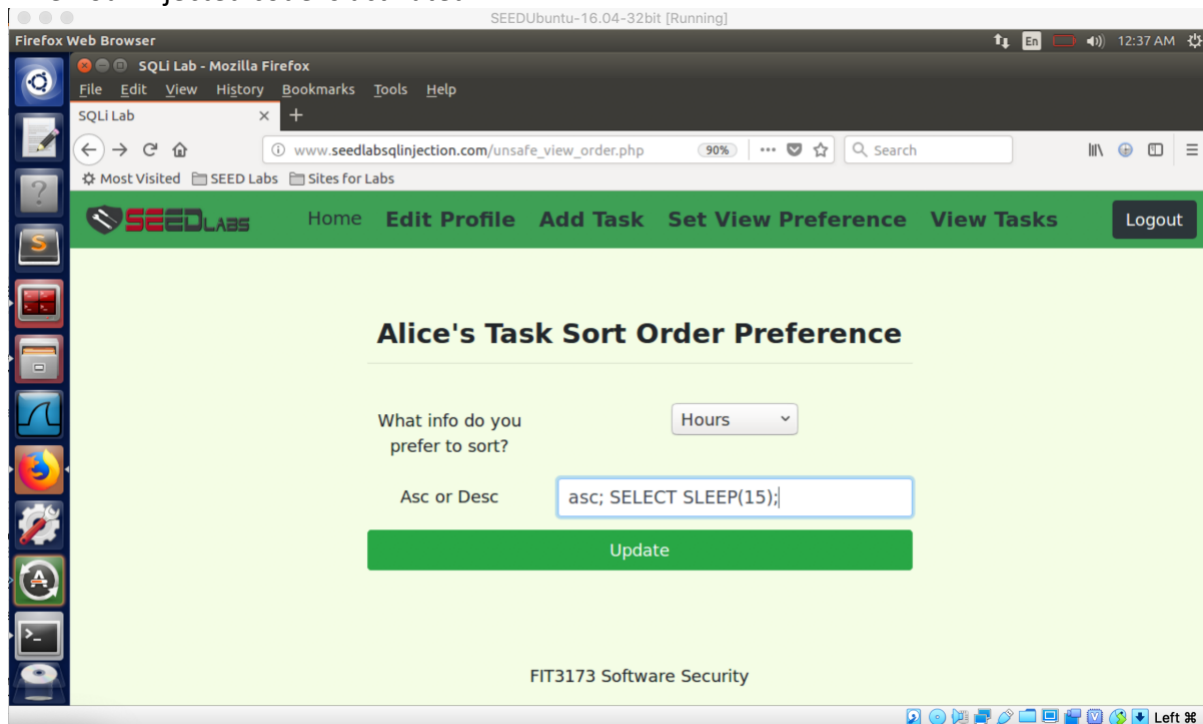 SEEDUbuntu-16.04-32bit [Running]
Firefox Web Browser
En
12:37 AM
SQLi Lab - Mozilla Firefox
File Edit View History Bookmarks Tools Help
SQLi Lab
www.seedlabsqlinjection.com/unsafe_view_order.php 90% Search
Most Visited SEED Labs Sites for Labs
SEEDLABS Home Edit Profile Add Task Set View Preference View Tasks Logout
Alice's Task Sort Order Preference
What info do you
prefer to sort?
Hours
Asc or Desc
asc; SELECT SLEEP(15);
Update
FIT3173 Software Security
Left ⌘